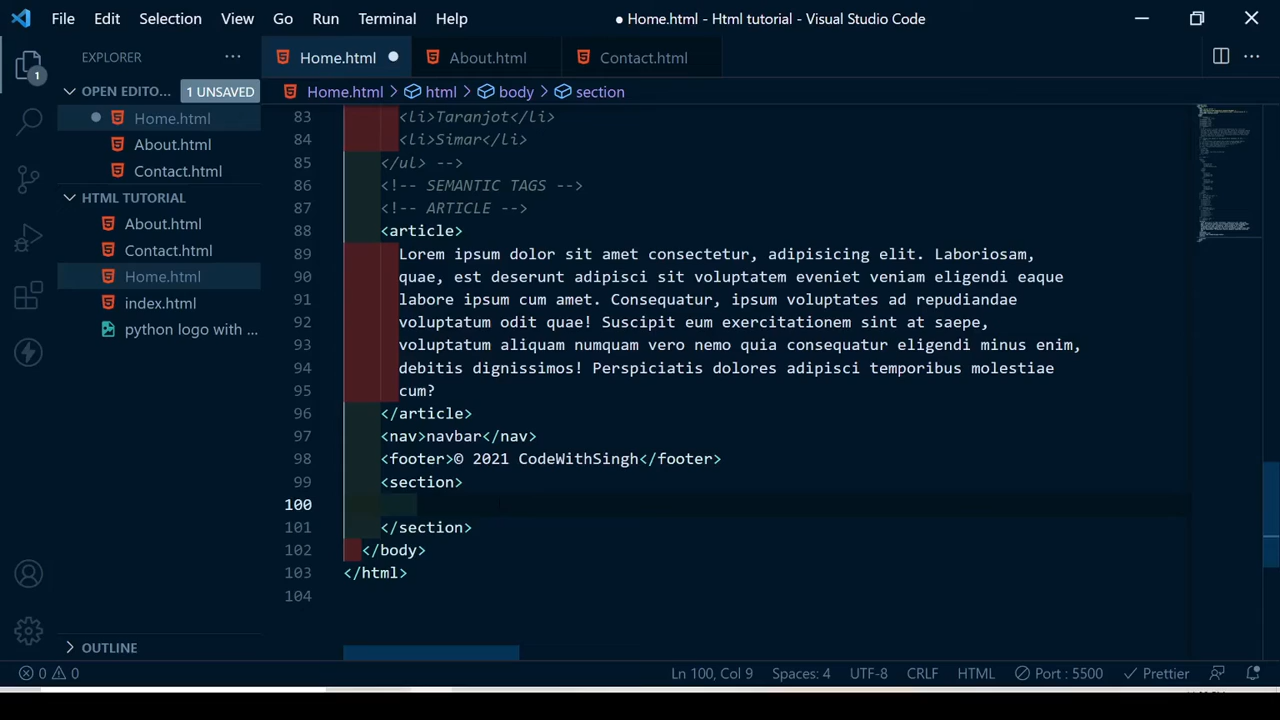 File Edit Selection View Go Run Terminal Help
● Home.html - Html tutorial - Visual Studio Code
EXPLORER
Home.html
About.html
Contact.html
OPEN EDITO...
1 UNSAVED
Home.html > html > body > section
1
Home.html
About.html
Contact.html
HTML TUTORIAL
About.html
Contact.html
Home.html
index.html
python logo with ...
OUTLINE
83 <li>Taranjot</li>
84 <li>Simar</li>
85 </ul> -->
86 <!-- SEMANTIC TAGS -->
87 <!-- ARTICLE -->
88 <article>
89 Lorem ipsum dolor sit amet consectetur, adipisicing elit. Laboriosam,
90 quae, est deserunt adipisci sit voluptatem eveniet veniam eligendi eaque
91 labore ipsum cum amet. Consequatur, ipsum voluptates ad repudiandae
92 voluptatum odit quae! Suscipit eum exercitationem sint at saepe,
93 voluptatum aliquam numquam vero nemo quia consequatur eligendi minus enim,
94 debitis dignissimos! Perspiciatis dolores adipisci temporibus molestiae
95 cum?
96 </article>
97 <nav>navbar</nav>
98 <footer>© 2021 CodeWithSingh</footer>
99 <section>
100
101 </section>
102 </body>
103 </html>
104
0 0
Ln 100, Col 9 Spaces: 4 UTF-8 CRLF HTML Port : 5500 Prettier